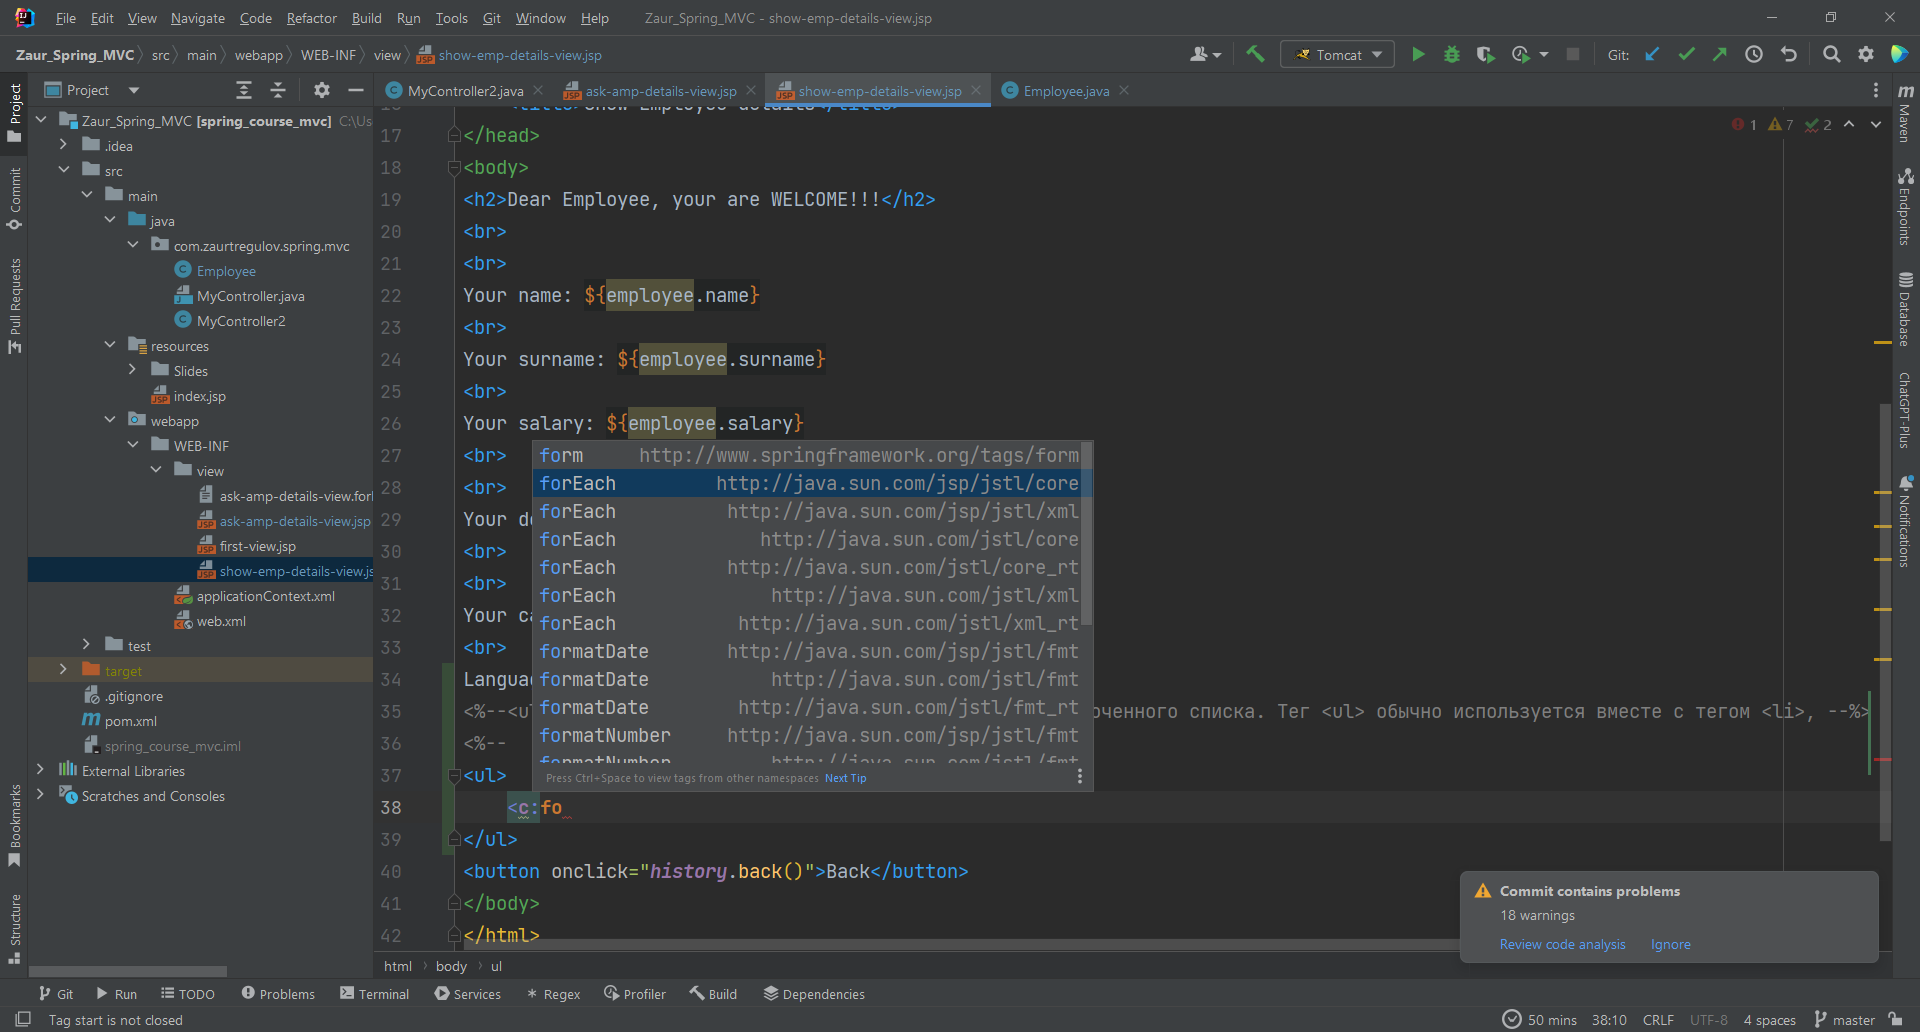 File Edit View Navigate Code Refactor Build Run Tools Git Window Help Zaur_Spring_MVC - show-emp-details-view.jsp
Zaur_Spring_MVC src main webapp WEB-INF view show-emp-details-view.jsp Tomcat Git:
Project
MyController2.java ask-amp-details-view.jsp show-emp-details-view.jsp Employee.java
Project
Commit
Pull Requests
Bookmarks
Structure
Zaur_Spring_MVC [spring_course_mvc] C:\Us
.idea
src
main
java
com.zaurtregulov.spring.mvc
Employee
MyController.java
MyController2
resources
Slides
index.jsp
webapp
WEB-INF
view
ask-amp-details-view.forl
ask-amp-details-view.jsp
first-view.jsp
show-emp-details-view.js
applicationContext.xml
web.xml
test
target
.gitignore
pom.xml
spring_course_mvc.iml
External Libraries
Scratches and Consoles
1 7 2
17 </head>
18 <body>
19 <h2>Dear Employee, your are WELCOME!!!</h2>
20 <br>
21 <br>
22 Your name: ${employee.name}
23 <br>
24 Your surname: ${employee.surname}
25 <br>
26 Your salary: ${employee.salary}
27 <br>
28 <br>
29 Your de
30 <br>
31 <br>
32 Your ca
33 <br>
34 Languag
35 <%--<ul оченного списка. Тег <ul> обычно используется вместе с тегом <li>, --%>
36 <%--
37 <ul>
38 <c:fo
39 </ul>
40 <button onclick="history.back()">Back</button>
41 </body>
42 </html>
form http://www.springframework.org/tags/form
forEach http://java.sun.com/jsp/jstl/core
forEach http://java.sun.com/jsp/jstl/xml
forEach http://java.sun.com/jstl/core
forEach http://java.sun.com/jstl/core_rt
forEach http://java.sun.com/jstl/xml
forEach http://java.sun.com/jstl/xml_rt
formatDate http://java.sun.com/jsp/jstl/fmt
formatDate http://java.sun.com/jstl/fmt
formatDate http://java.sun.com/jstl/fmt_rt
formatNumber http://java.sun.com/jsp/jstl/fmt
formatNumber http://java.sun.com/jstl/fmt
Press Ctrl+Space to view tags from other namespaces Next Tip
Maven
Endpoints
Database
ChatGPT-Plus
Notifications
Commit contains problems
18 warnings
Review code analysis Ignore
html body ul
Git Run TODO Problems Terminal Services Regex Profiler Build Dependencies
Tag start is not closed 50 mins 38:10 CRLF UTF-8 4 spaces master